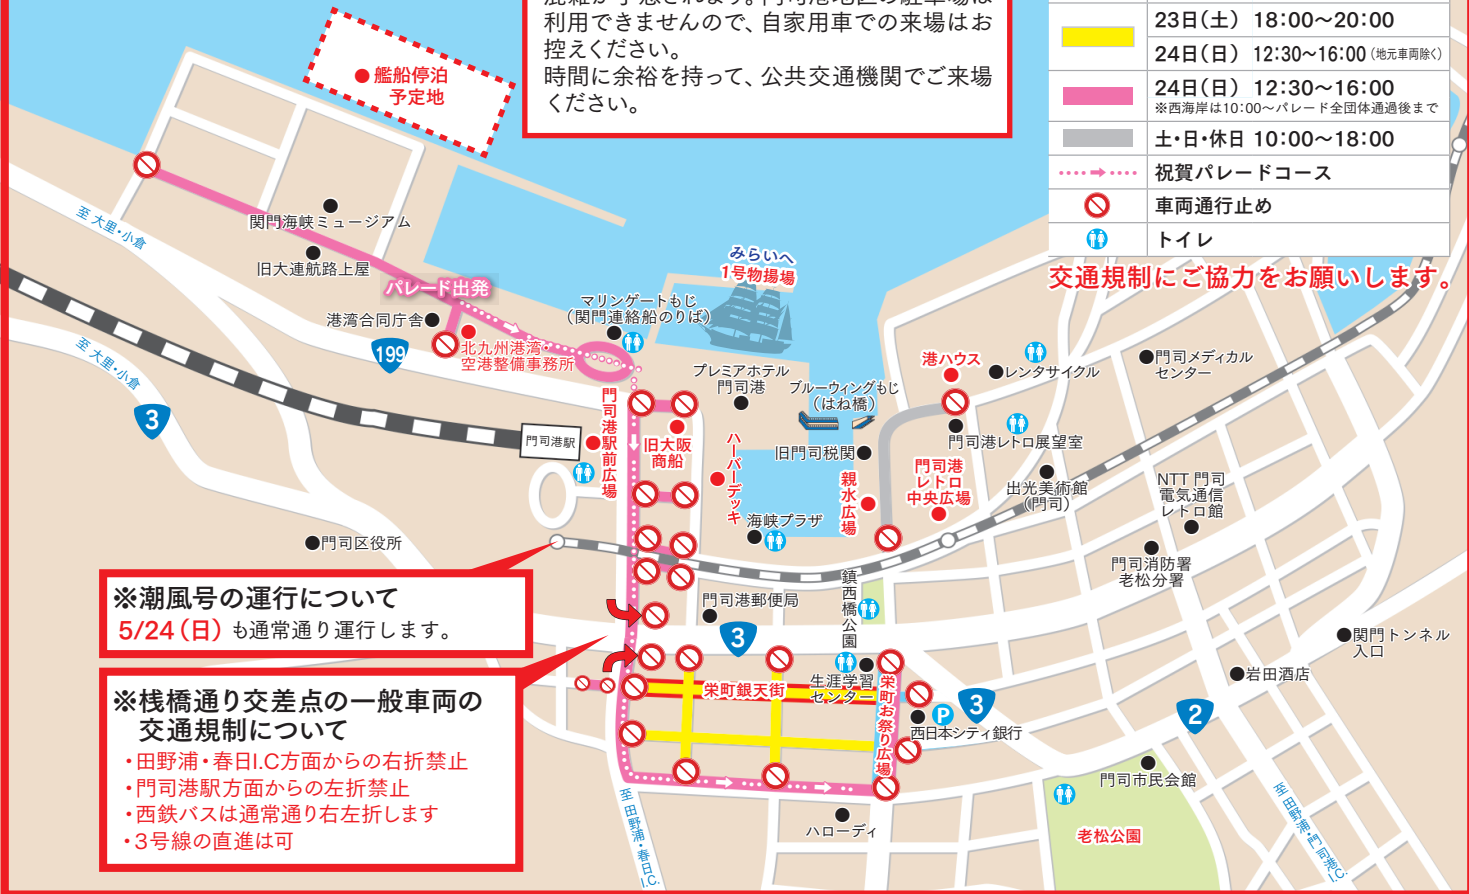 利用できませんので、自家用車での来場はお
控えください。
時間に余裕を持って、公共交通機関でご来場
ください。
23日(土) 18:00〜20:00
24日(日) 12:30〜16:00(地元車両除く)
24日(日) 12:30〜16:00
※西海岸は10:00〜パレード全団体通過後まで
土・日・休日 10:00〜18:00
祝賀パレードコース
車両通行止め
トイレ
交通規制にご協力をお願いします。
艦船停泊
予定地
関門海峡ミュージアム
至 大里・小倉
旧大連航路上屋
パレード出発
港湾合同庁舎
199
北九州港湾・
空港整備事務所
至 大里・小倉
3
マリンゲートもじ
(関門連絡船のりば)
みらいへ
1号物揚場
プレミアホテル
門司港
ブルーウィングもじ
(はね橋)
港ハウス
レンタサイクル
門司メディカル
センター
門司港駅
門司港駅前広場
旧大阪
商船
ハーバーデッキ
旧門司税関
親水広場
門司港レトロ展望室
門司港
レトロ
中央広場
出光美術館
(門司)
NTT 門司
電気通信
レトロ館
海峡プラザ
門司区役所
門司消防署
老松分署
鎮西橋公園
門司港郵便局
3
関門トンネル
入口
岩田酒店
※潮風号の運行について
5/24(日)も通常通り運行します。
※桟橋通り交差点の一般車両の
交通規制について
・田野浦・春日I.C方面からの右折禁止
・門司港駅方面からの左折禁止
・西鉄バスは通常通り右左折します
・3号線の直進は可
栄町銀天街
生涯学習
センター
栄町お祭り広場
P
3
西日本シティ銀行
2
門司市民会館
ハローディ
老松公園
至 田野浦・春日I.C.
至 田野浦・門司港I.C.